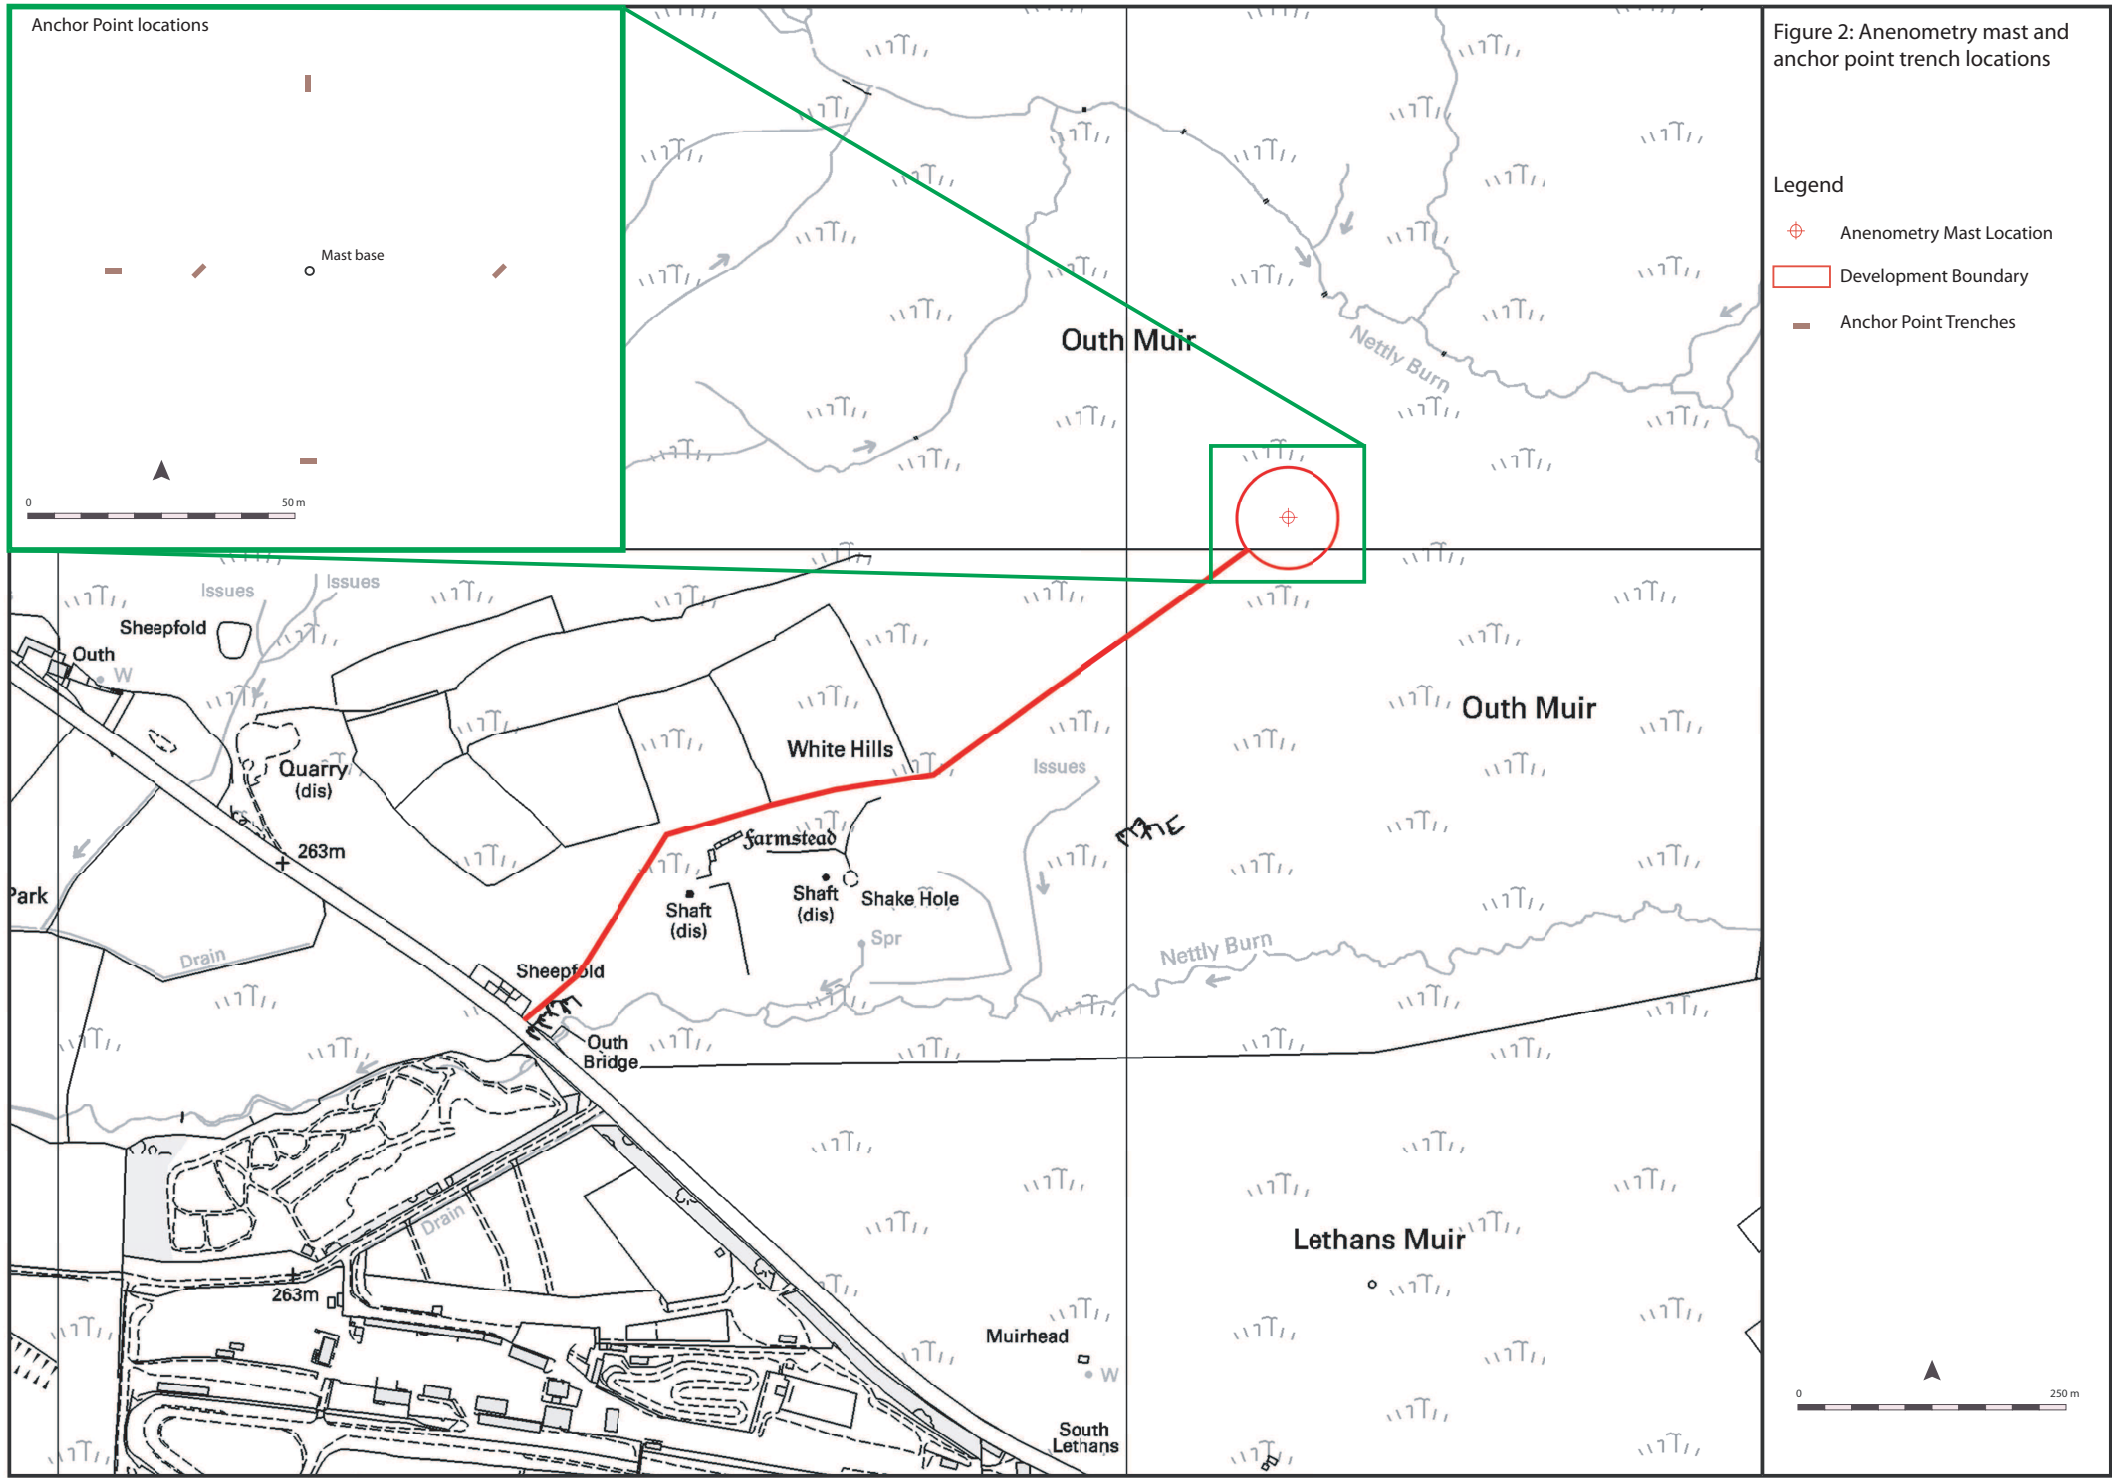 Anchor Point locations
Mast base
0
50 m
Figure 2: Anenometry mast and
anchor point trench locations
Legend
Anenometry Mast Location
Development Boundary
Anchor Point Trenches
Outh Muir
Nettly Burn
Issues
Issues
Sheepfold
Outh
W
Quarry
(dis)
White Hills
Outh Muir
Issues
263m
Farmstead
Park
Shaft
(dis)
Shaft
(dis)
Shake Hole
Spr
Nettly Burn
Drain
Sheepfold
Outh
Bridge
Drain
263m
Lethans Muir
Muirhead
W
South
Lethans
0
250 m